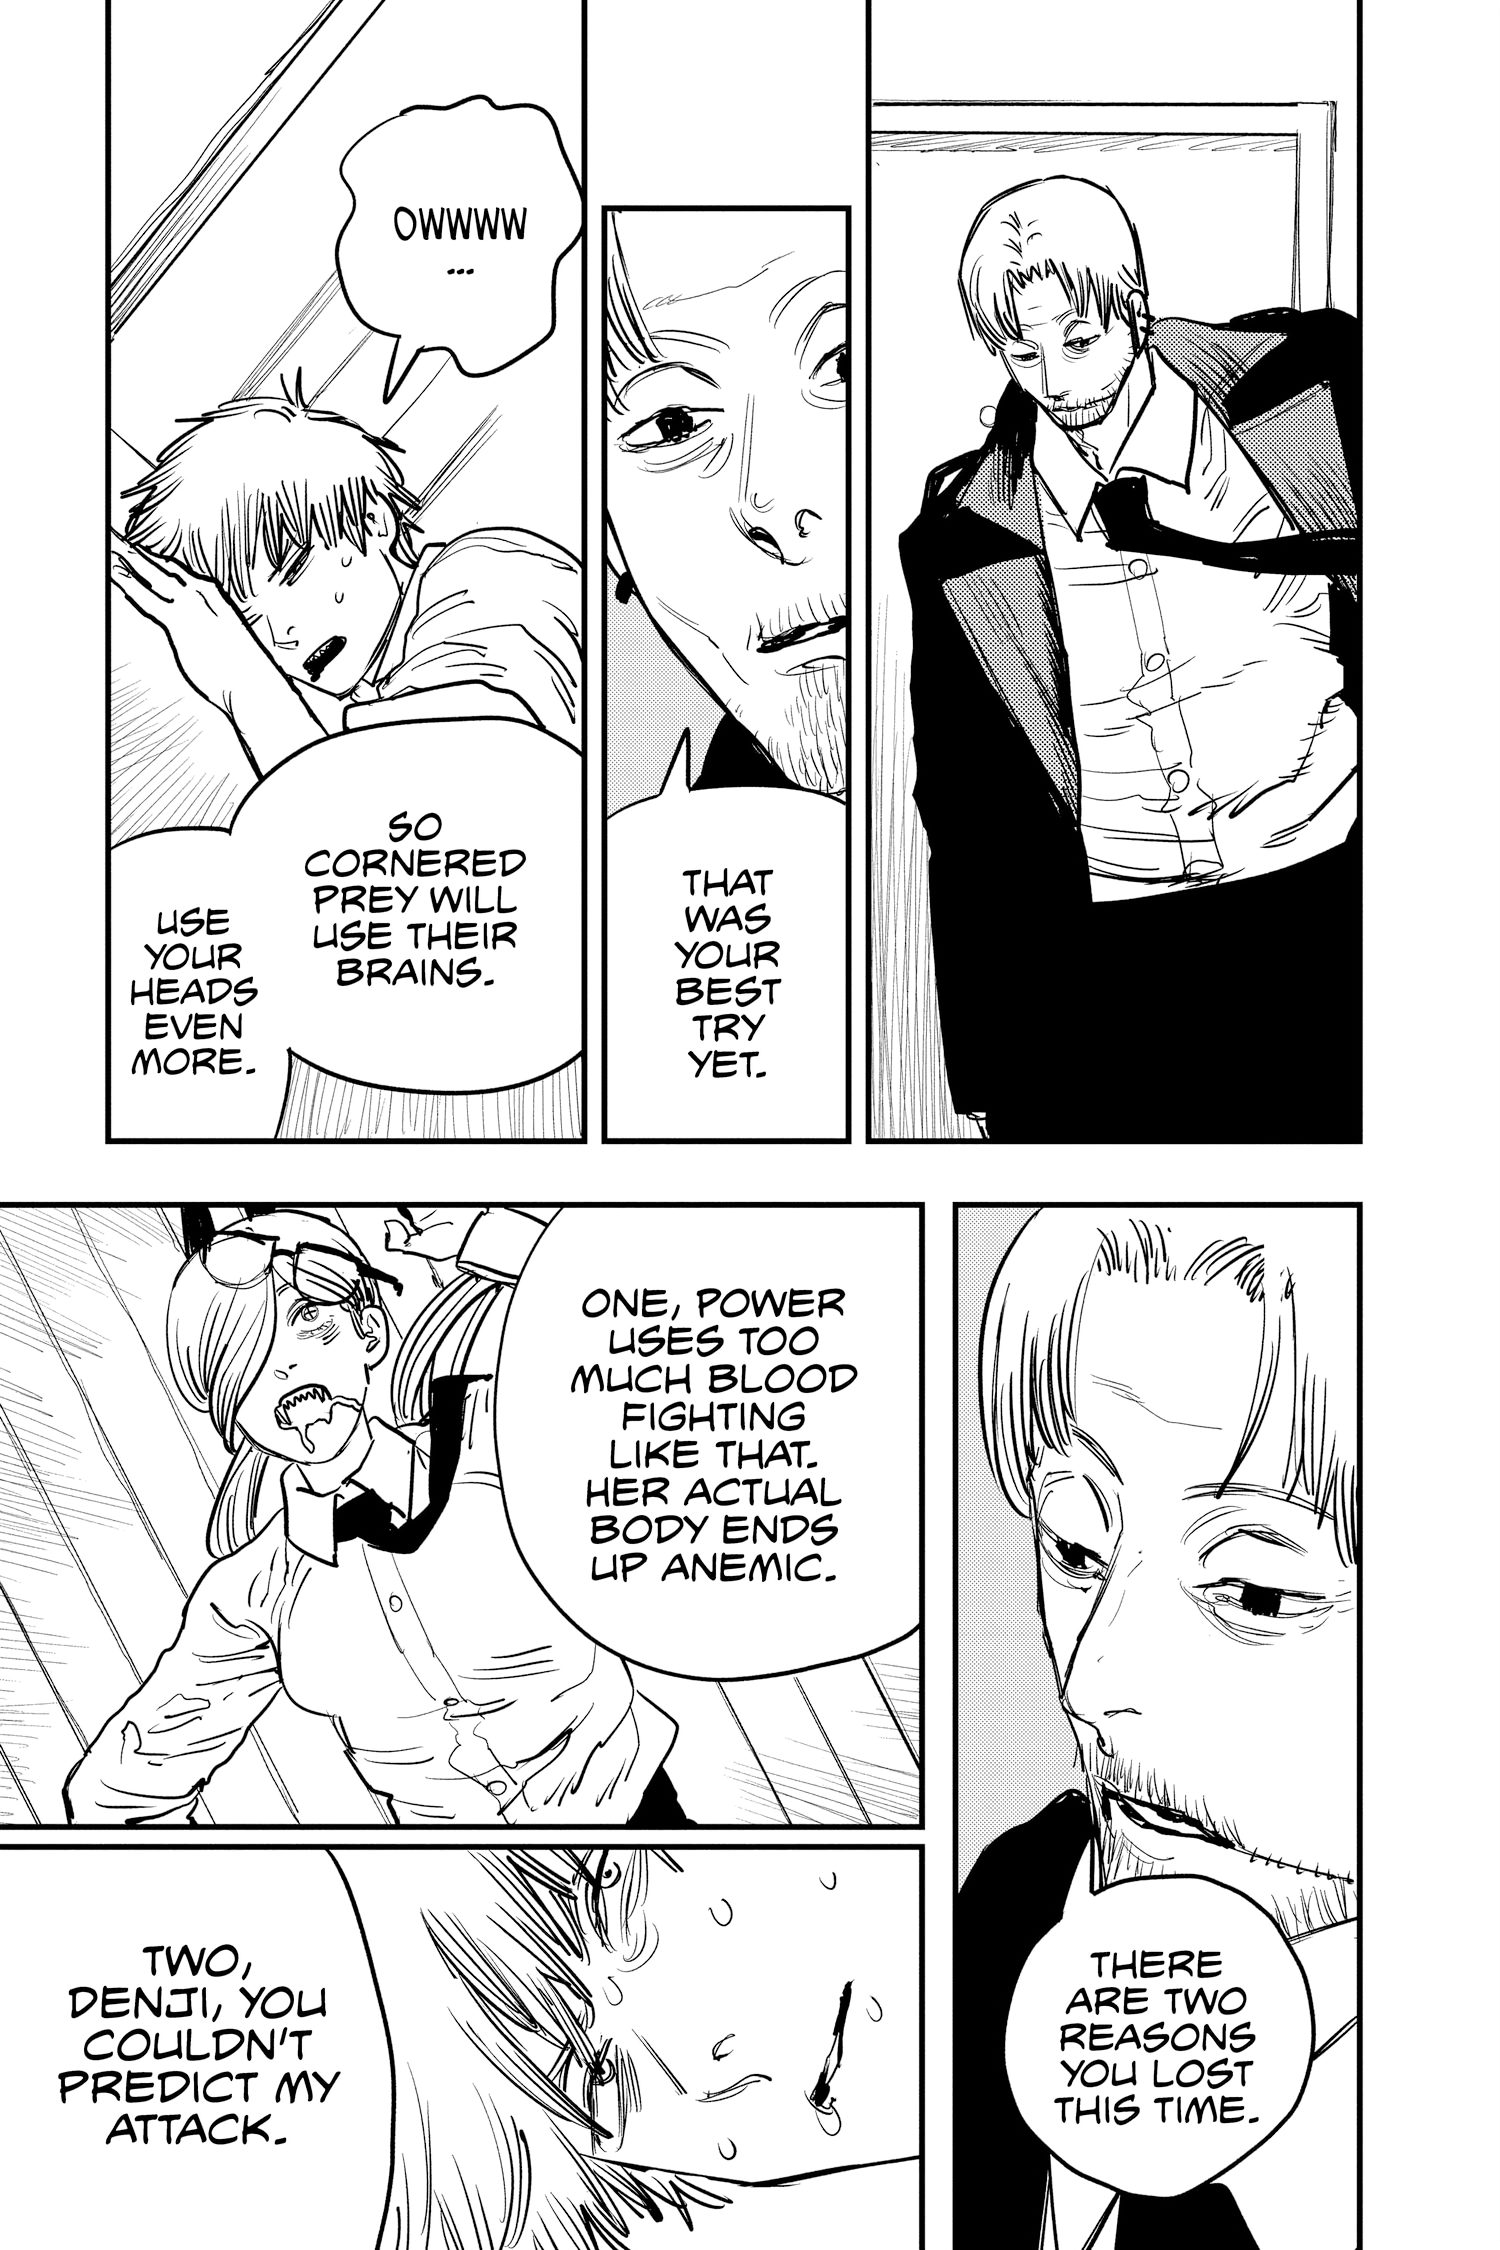 THAT
WAS
YOUR
BEST
TRY
YET.
OWWWW
...
SO
CORNERED
PREY WILL
USE THEIR
BRAINS.
USE
YOUR
HEADS
EVEN
MORE.
THERE
ARE TWO
REASONS
YOU LOST
THIS TIME.
ONE, POWER
USES TOO
MUCH BLOOD
FIGHTING
LIKE THAT.
HER ACTUAL
BODY ENDS
UP ANEMIC.
TWO,
DENJI, YOU
COULDN'T
PREDICT MY
ATTACK.